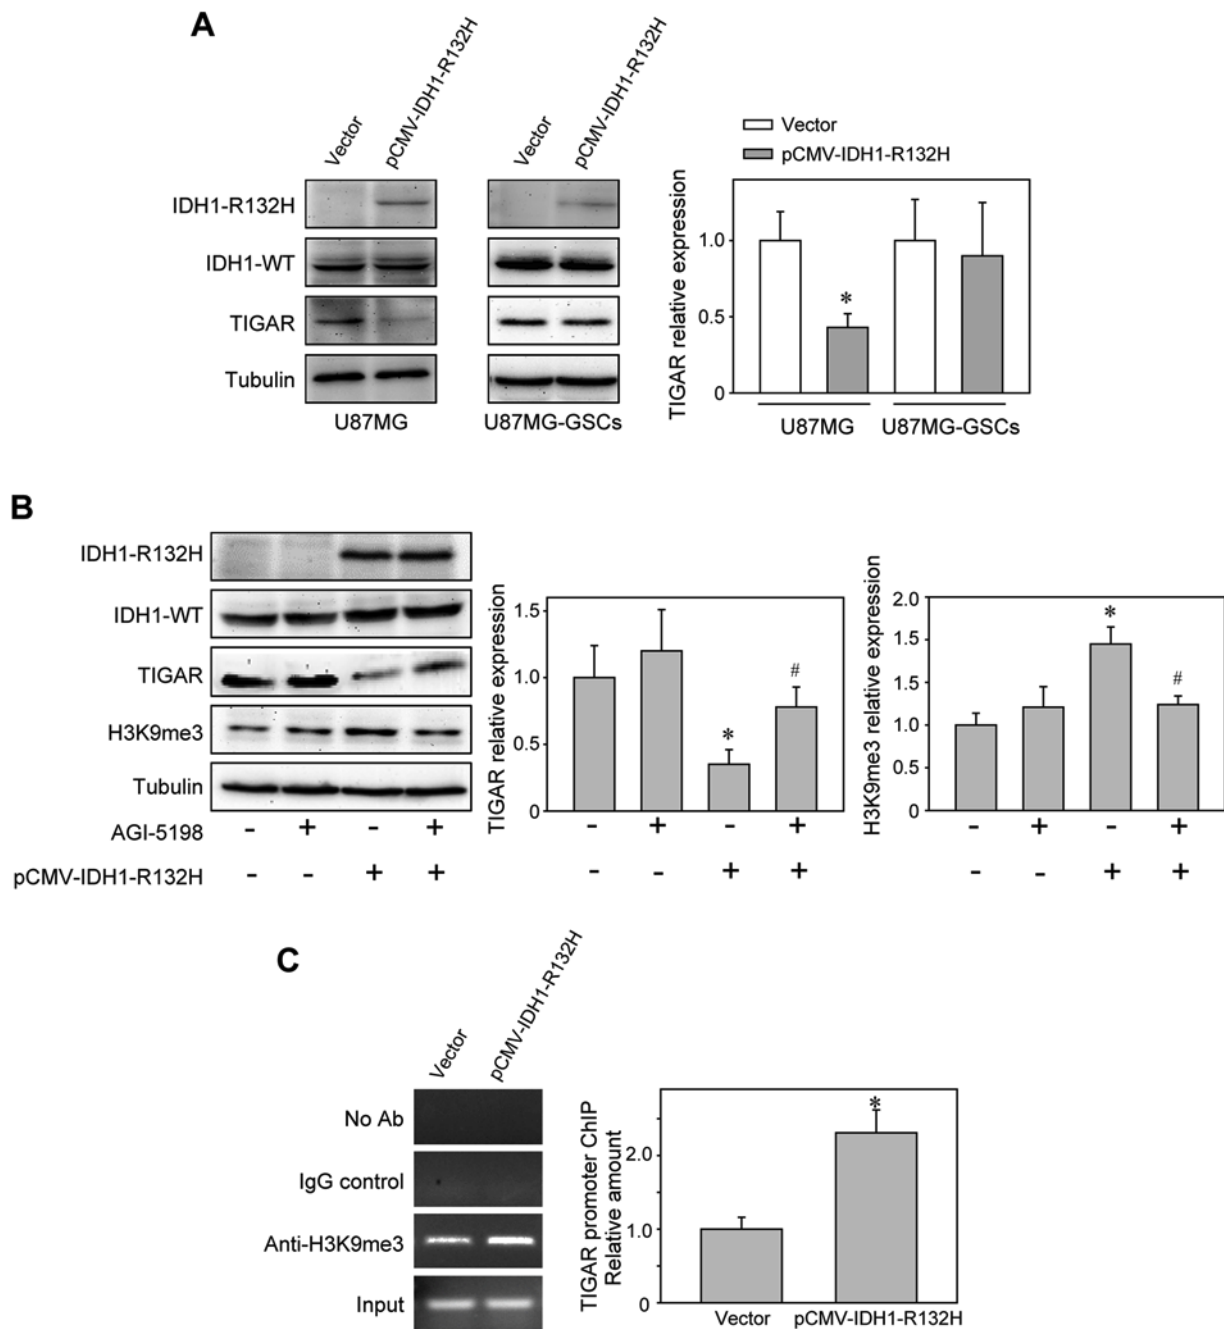 A
Vector
pCMV-IDH1-R132H
Vector
pCMV-IDH1-R132H
IDH1-R132H
IDH1-WT
TIGAR
Tubulin
U87MG
U87MG-GSCs
Vector
pCMV-IDH1-R132H
TIGAR relative expression
1.0
0.5
0
*
U87MG
U87MG-GSCs
B
IDH1-R132H
IDH1-WT
TIGAR
H3K9me3
Tubulin
AGI-5198
- + - +
pCMV-IDH1-R132H
- - + +
TIGAR relative expression
1.5
1.0
0.5
0
*
#
- + - +
- - + +
H3K9me3 relative expression
2.0
1.5
1.0
0.5
0
*
#
- + - +
- - + +
C
Vector
pCMV-IDH1-R132H
No Ab
IgG control
Anti-H3K9me3
Input
TIGAR promoter ChIP
Relative amount
2.0
1.0
0
*
Vector
pCMV-IDH1-R132H